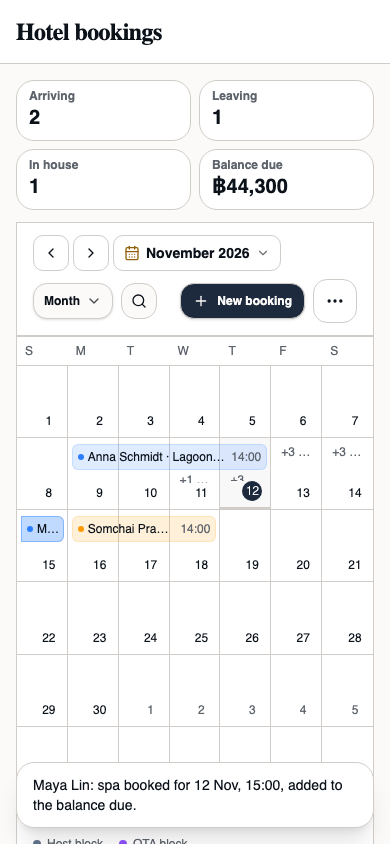 Hotel bookings
Arriving
2
Leaving
1
In house
1
Balance due
฿44,300
November 2026
Month
New booking
S M T W T F S
1 2 3 4 5 6 7
Anna Schmidt · Lagoon… 14:00
+3 … +3 …
+1 … +3
8 9 10 11 12 13 14
M… Somchai Pra… 14:00
15 16 17 18 19 20 21
22 23 24 25 26 27 28
29 30 1 2 3 4 5
Maya Lin: spa booked for 12 Nov, 15:00, added to
the balance due.
Host block OTA block